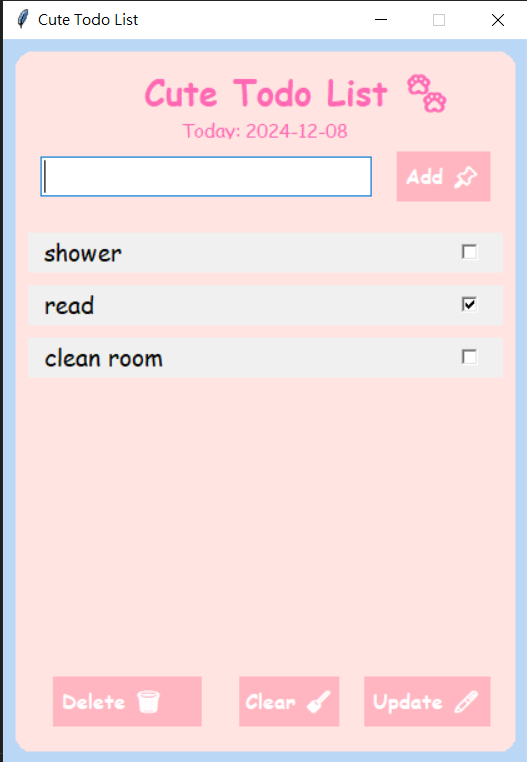 Cute Todo List
Cute Todo List
Today: 2024-12-08
Add
shower
read
clean room
Delete
Clear
Update